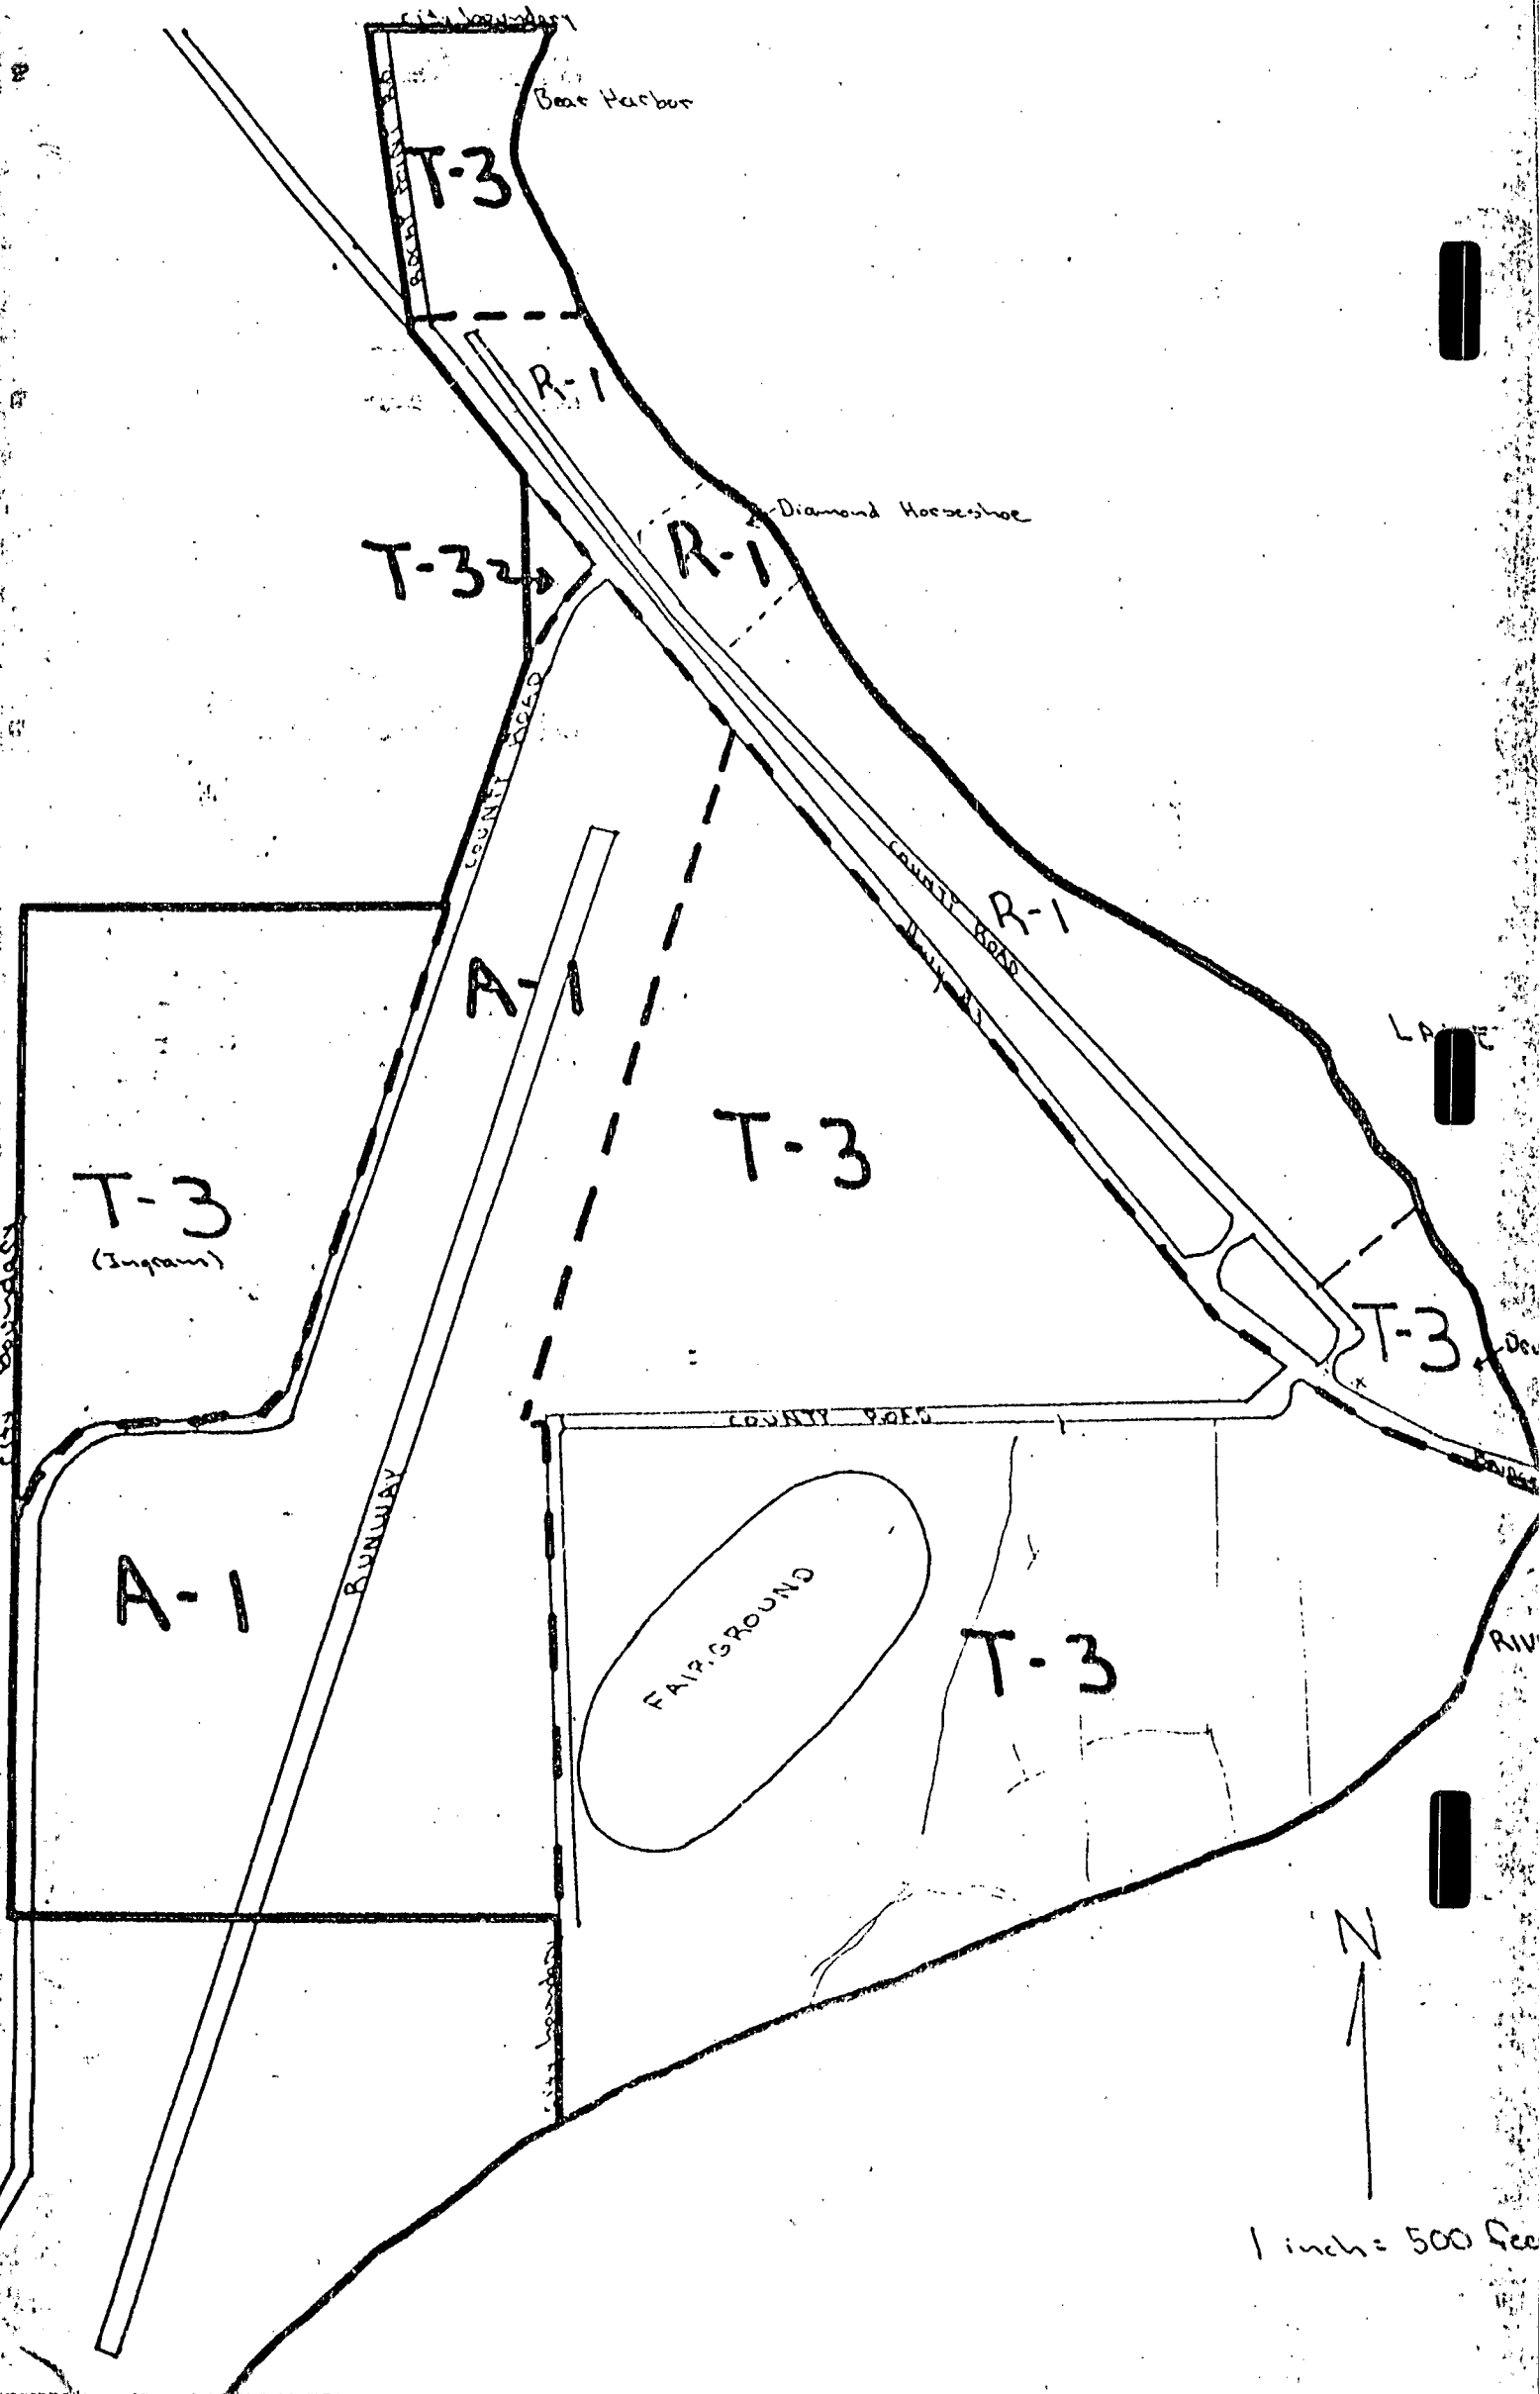 city boundary
Bear Harbor
T-3
R-1
Diamond Horseshoe
R-1
T-3
COUNTY ROAD
COUNTY ROAD
R-1
A-1
LAKE
T-3
T-3
(Ingram)
city boundary
T-3
COUNTY ROAD
RUNWAY
A-1
FAIRGROUND
T-3
N
city boundary
1 inch = 500